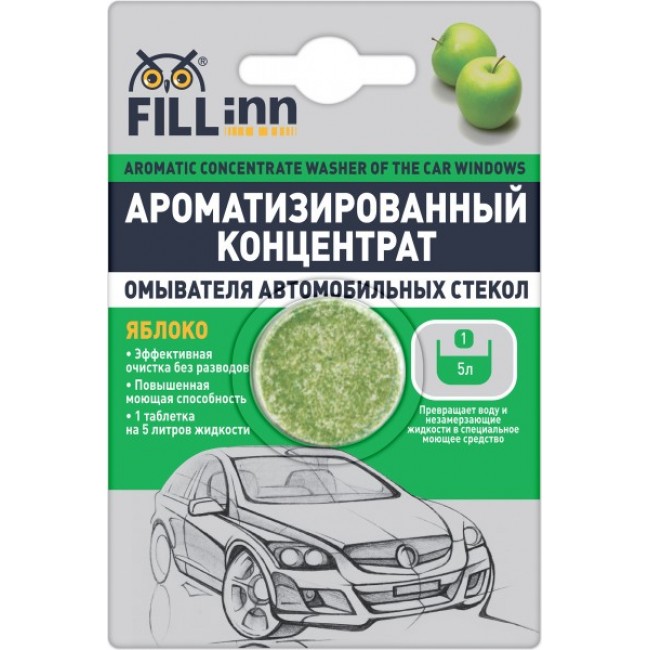 ®
FILLinn
AROMATIC CONCENTRATE WASHER OF THE CAR WINDOWS
АРОМАТИЗИРОВАННЫЙ
КОНЦЕНТРАТ
ОМЫВАТЕЛЯ АВТОМОБИЛЬНЫХ СТЕКОЛ
ЯБЛОКО
• Эффективная
очистка без разводов
• Повышенная
моющая способность
• 1 таблетка
на 5 литров жидкости
1
5л
Превращает воду и
незамерзающие
жидкости в специальное
моющее средство